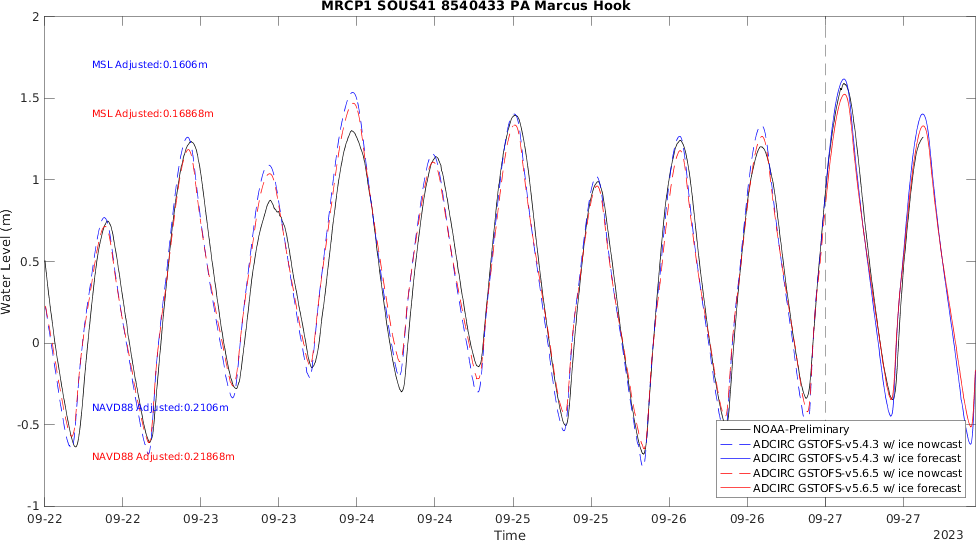 MRCP1 SOUS41 8540433 PA Marcus Hook
2
1.5
1
0.5
0
-0.5
-1
Water Level (m)
MSL Adjusted:0.1606m
MSL Adjusted:0.16868m
NAVD88 Adjusted:0.2106m
NAVD88 Adjusted:0.21868m
NOAA-Preliminary
ADCIRC GSTOFS-v5.4.3 w/ ice nowcast
ADCIRC GSTOFS-v5.4.3 w/ ice forecast
ADCIRC GSTOFS-v5.6.5 w/ ice nowcast
ADCIRC GSTOFS-v5.6.5 w/ ice forecast
09-22 09-22 09-23 09-23 09-24 09-24 09-25 09-25 09-26 09-26 09-27 09-27
Time
2023